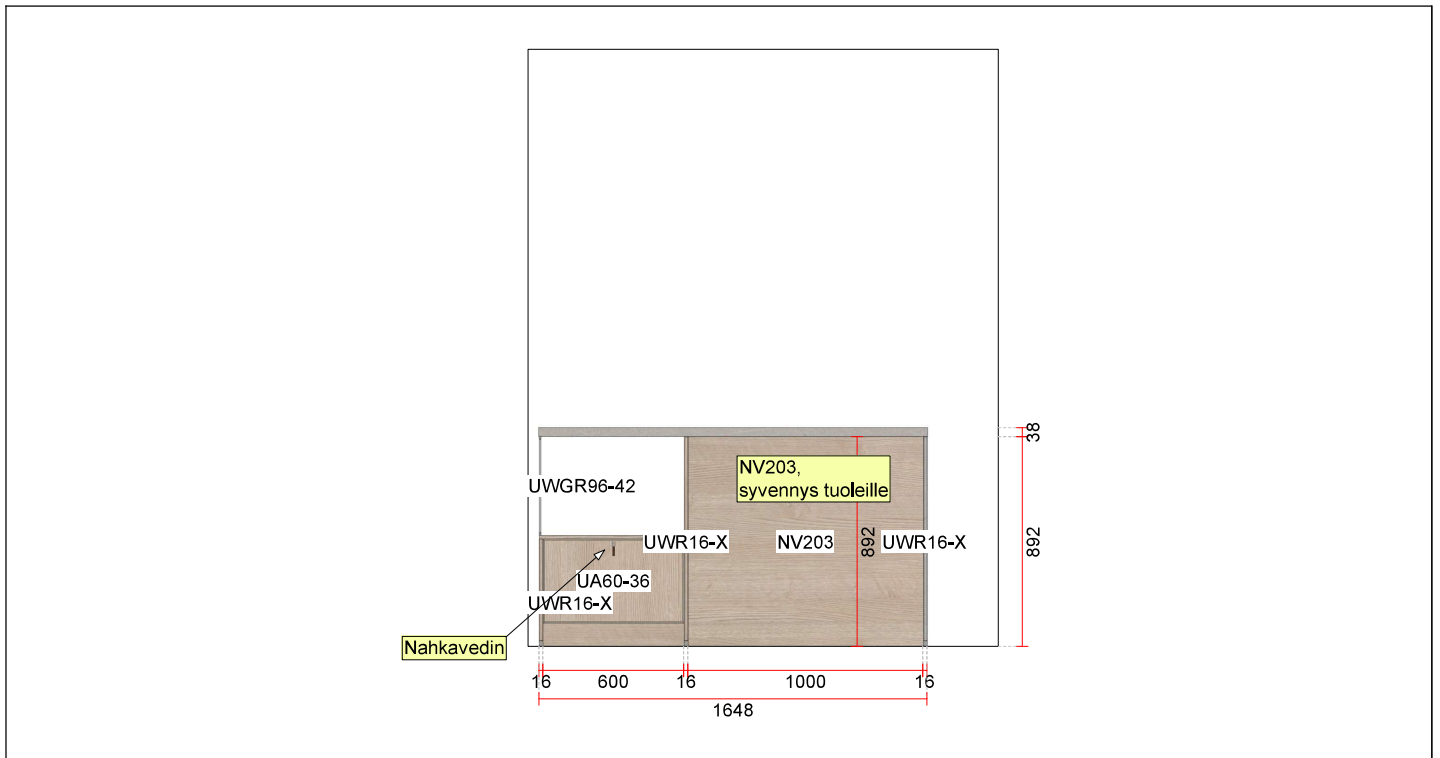 38
NV203,
syvennys tuoleille
UWGR96-42
UWR16-X
NV203
892
UWR16-X
892
UA60-36
UWR16-X
Nahkavedin
16
600
16
1000
16
1648